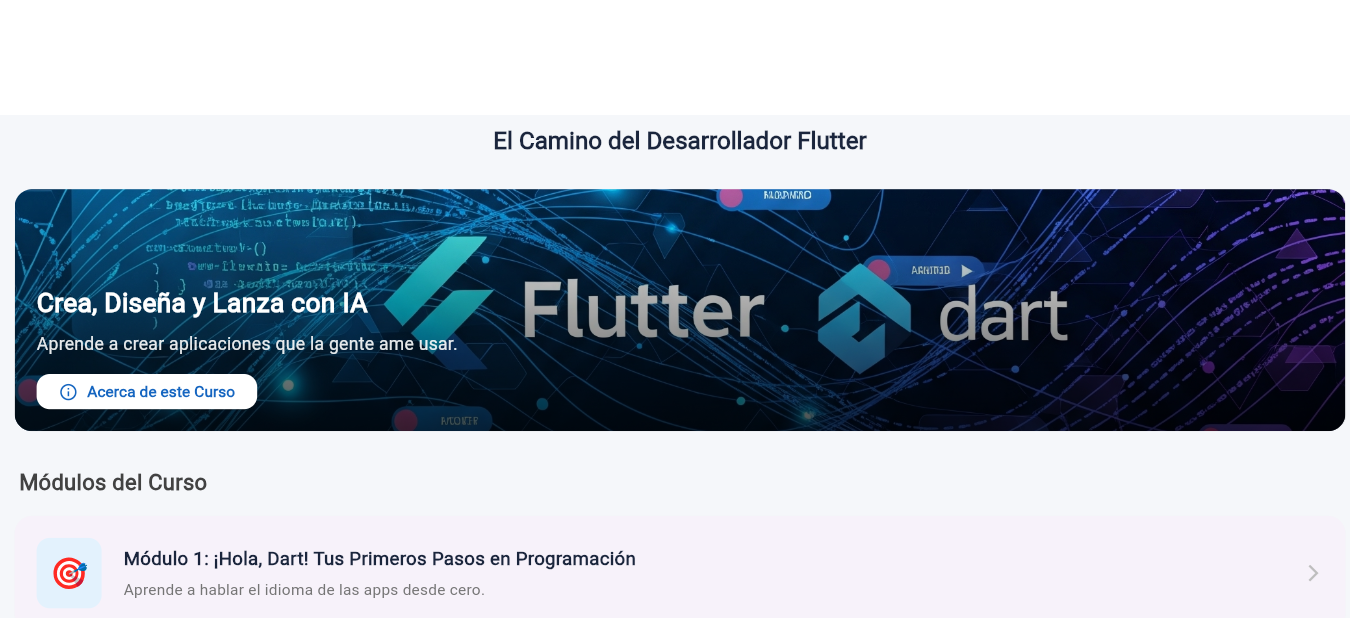 El Camino del Desarrollador Flutter
Flutter
dart
Crea, Diseña y Lanza con IA
Aprende a crear aplicaciones que la gente ame usar.
Acerca de este Curso
Módulos del Curso
Módulo 1: ¡Hola, Dart! Tus Primeros Pasos en Programación
Aprende a hablar el idioma de las apps desde cero.